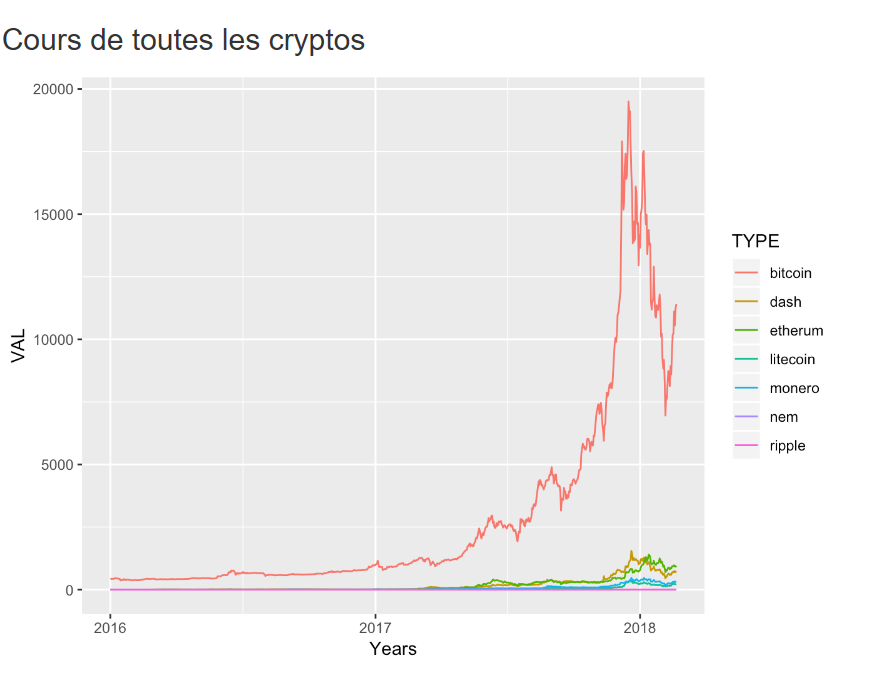 Cours de toutes les cryptos
20000
15000
10000
5000
0
VAL
2016
2017
2018
Years
TYPE
bitcoin
dash
etherum
litecoin
monero
nem
ripple